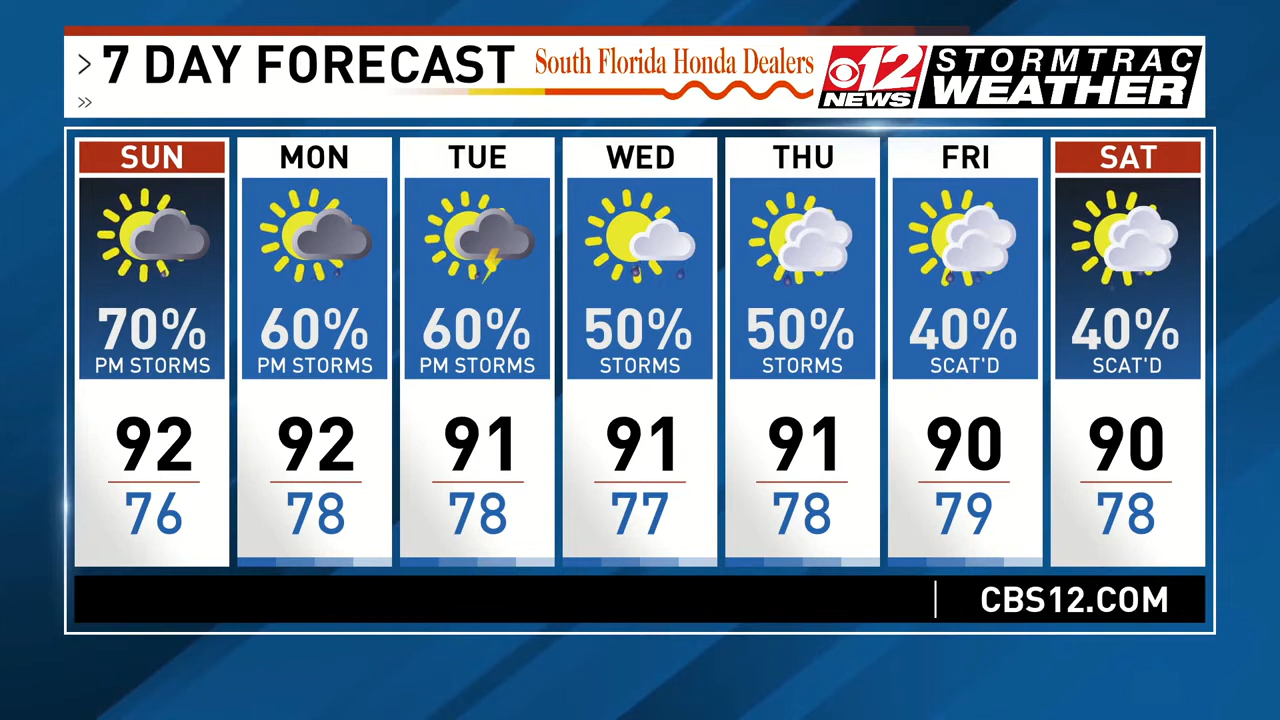 > 7 DAY FORECAST
»
South Florida Honda Dealers
12
NEWS
STORMTRAC
WEATHER
SUN
70%
PM STORMS
92
76
MON
60%
PM STORMS
92
78
TUE
60%
PM STORMS
91
78
WED
50%
STORMS
91
77
THU
50%
STORMS
91
78
FRI
40%
SCAT'D
90
79
SAT
40%
SCAT'D
90
78
CBS12.COM